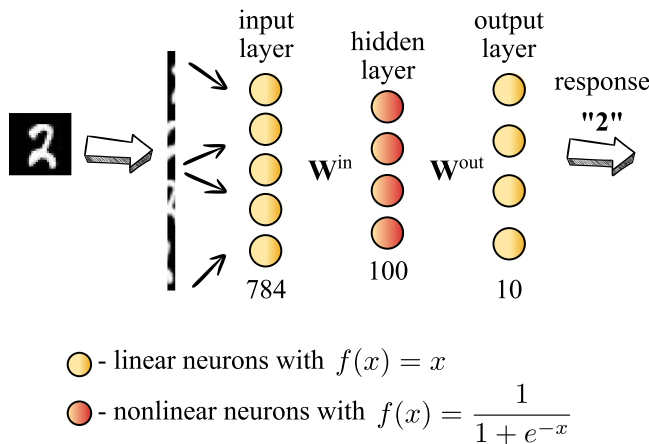 input layer
hidden layer
output layer
response
"2"
2
W^in
W^out
784
100
10
- linear neurons with f(x) = x
- nonlinear neurons with f(x) = 1 / (1 + e^{-x})